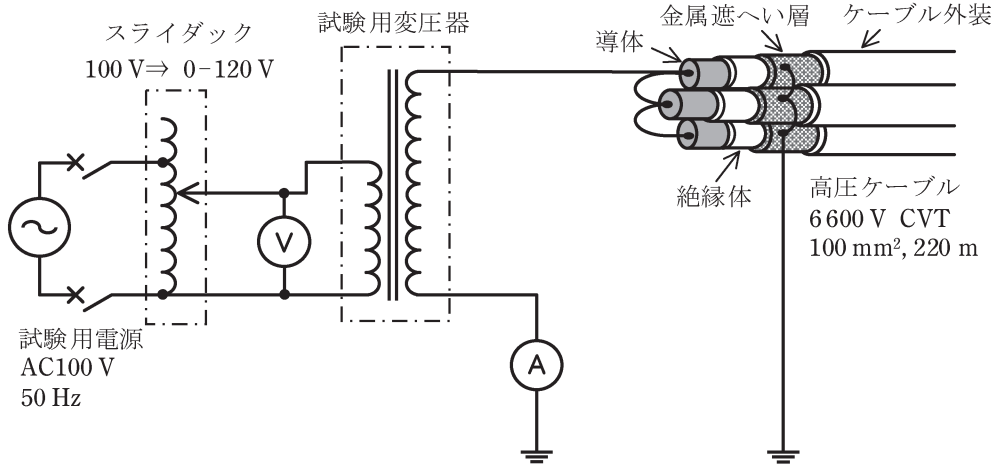 スライダック
100 V⇒ 0–120 V
試験用変圧器
金属遮へい層
ケーブル外装
導体
絶縁体
高圧ケーブル
6 600 V CVT
100 mm², 220 m
V
A
試験用電源
AC100 V
50 Hz